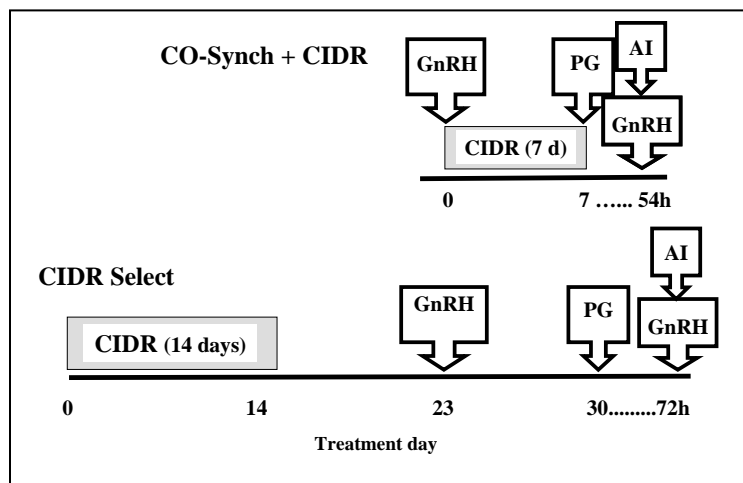 CO-Synch + CIDR
GnRH
PG
AI
GnRH
CIDR (7 d)
0
7 …... 54h
CIDR Select
AI
GnRH
PG
GnRH
CIDR (14 days)
0
14
23
30.........72h
Treatment day